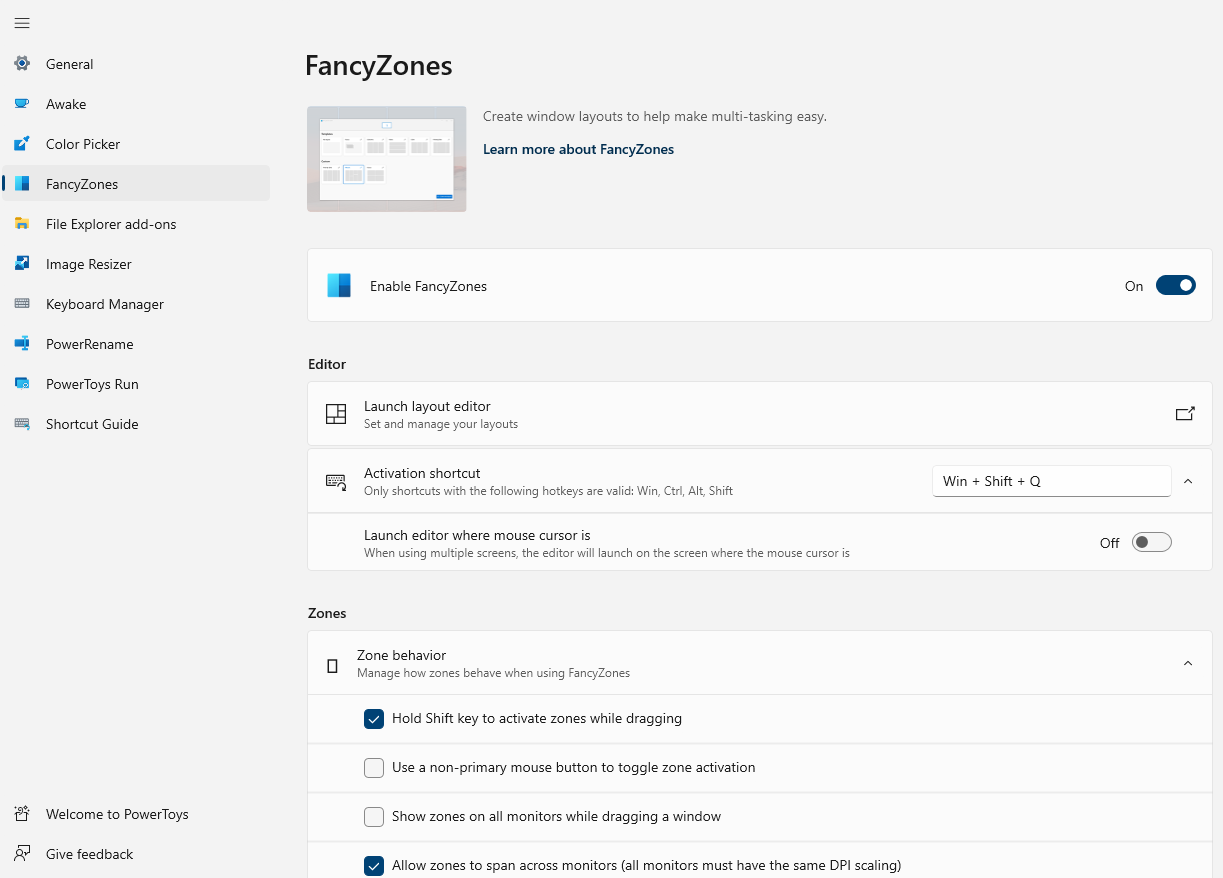 General
Awake
Color Picker
FancyZones
File Explorer add-ons
Image Resizer
Keyboard Manager
PowerRename
PowerToys Run
Shortcut Guide
Welcome to PowerToys
Give feedback
FancyZones
Create window layouts to help make multi-tasking easy.
Learn more about FancyZones
Enable FancyZones
On
Editor
Launch layout editor
Set and manage your layouts
Activation shortcut
Only shortcuts with the following hotkeys are valid: Win, Ctrl, Alt, Shift
Win + Shift + Q
Launch editor where mouse cursor is
When using multiple screens, the editor will launch on the screen where the mouse cursor is
Off
Zones
Zone behavior
Manage how zones behave when using FancyZones
Hold Shift key to activate zones while dragging
Use a non-primary mouse button to toggle zone activation
Show zones on all monitors while dragging a window
Allow zones to span across monitors (all monitors must have the same DPI scaling)